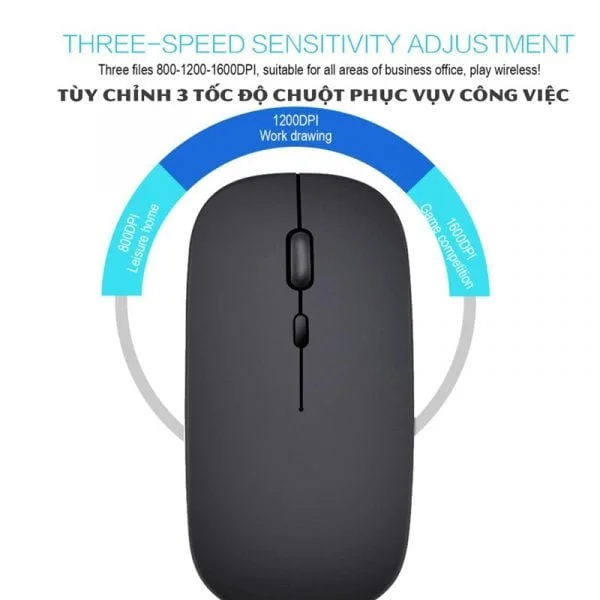 THREE-SPEED SENSITIVITY ADJUSTMENT
Three files 800-1200-1600DPI, suitable for all areas of business office, play wireless!
TÙY CHỈNH 3 TỐC ĐỘ CHUỘT PHỤC VỤV CÔNG VIỆC
1200DPI
Work drawing
800DPI
Leisure home
1600DPI
Game competition